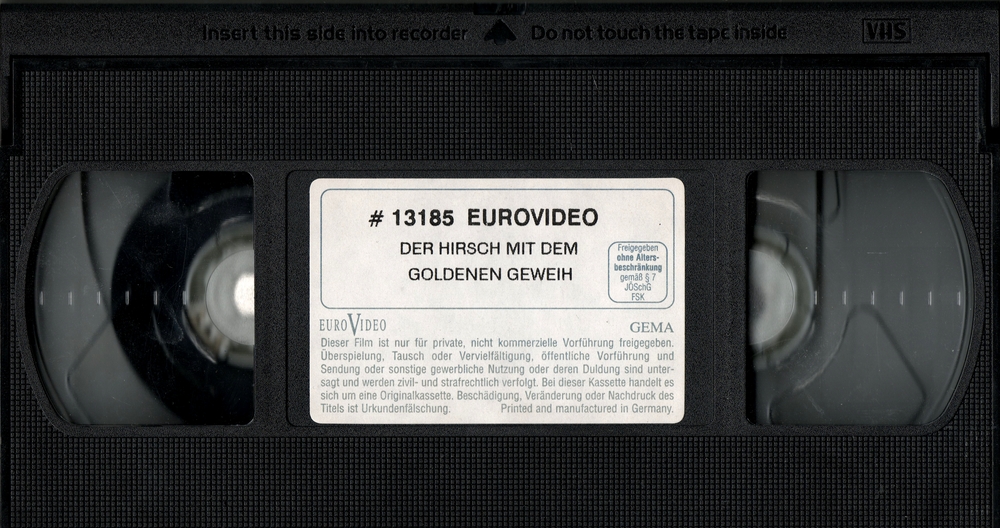 Insert this side into recorder Do not touch the tape inside VHS
# 13185 EUROVIDEO
DER HIRSCH MIT DEM
GOLDENEN GEWEIH
Freigegeben
ohne Alters-
beschränkung
gemäß § 7
JÖSchG
FSK
EUROVIDEO GEMA
Dieser Film ist nur für private, nicht kommerzielle Vorführung freigegeben.
Überspielung, Tausch oder Vervielfältigung, öffentliche Vorführung und
Sendung oder sonstige gewerbliche Nutzung oder deren Duldung sind unter-
sagt und werden zivil- und strafrechtlich verfolgt. Bei dieser Kassette handelt es
sich um eine Originalkassette. Beschädigung, Veränderung oder Nachdruck des
Titels ist Urkundenfälschung. Printed and manufactured in Germany.